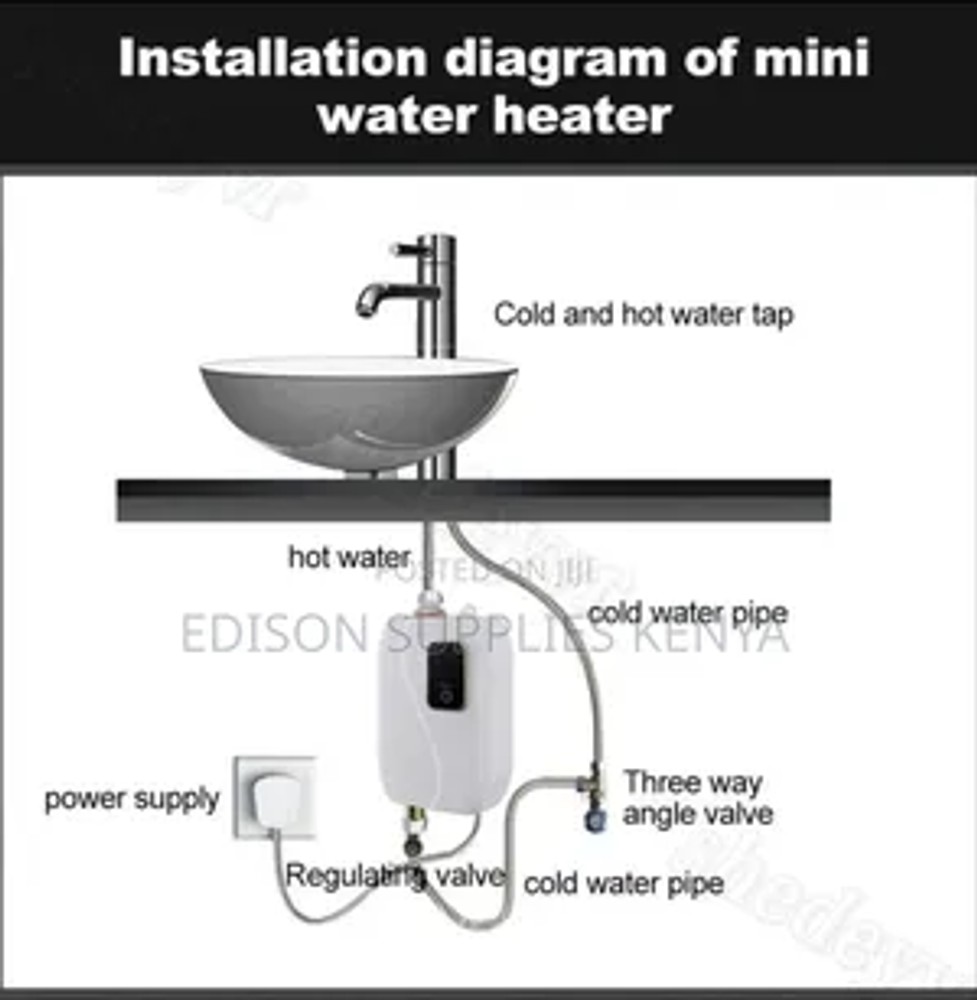 Installation diagram of mini
water heater
Cold and hot water tap
hot water
POSTED ON JIJI
cold water pipe
EDISON SUPPLIES KENYA
power supply
Three way
angle valve
Regulating valve
cold water pipe